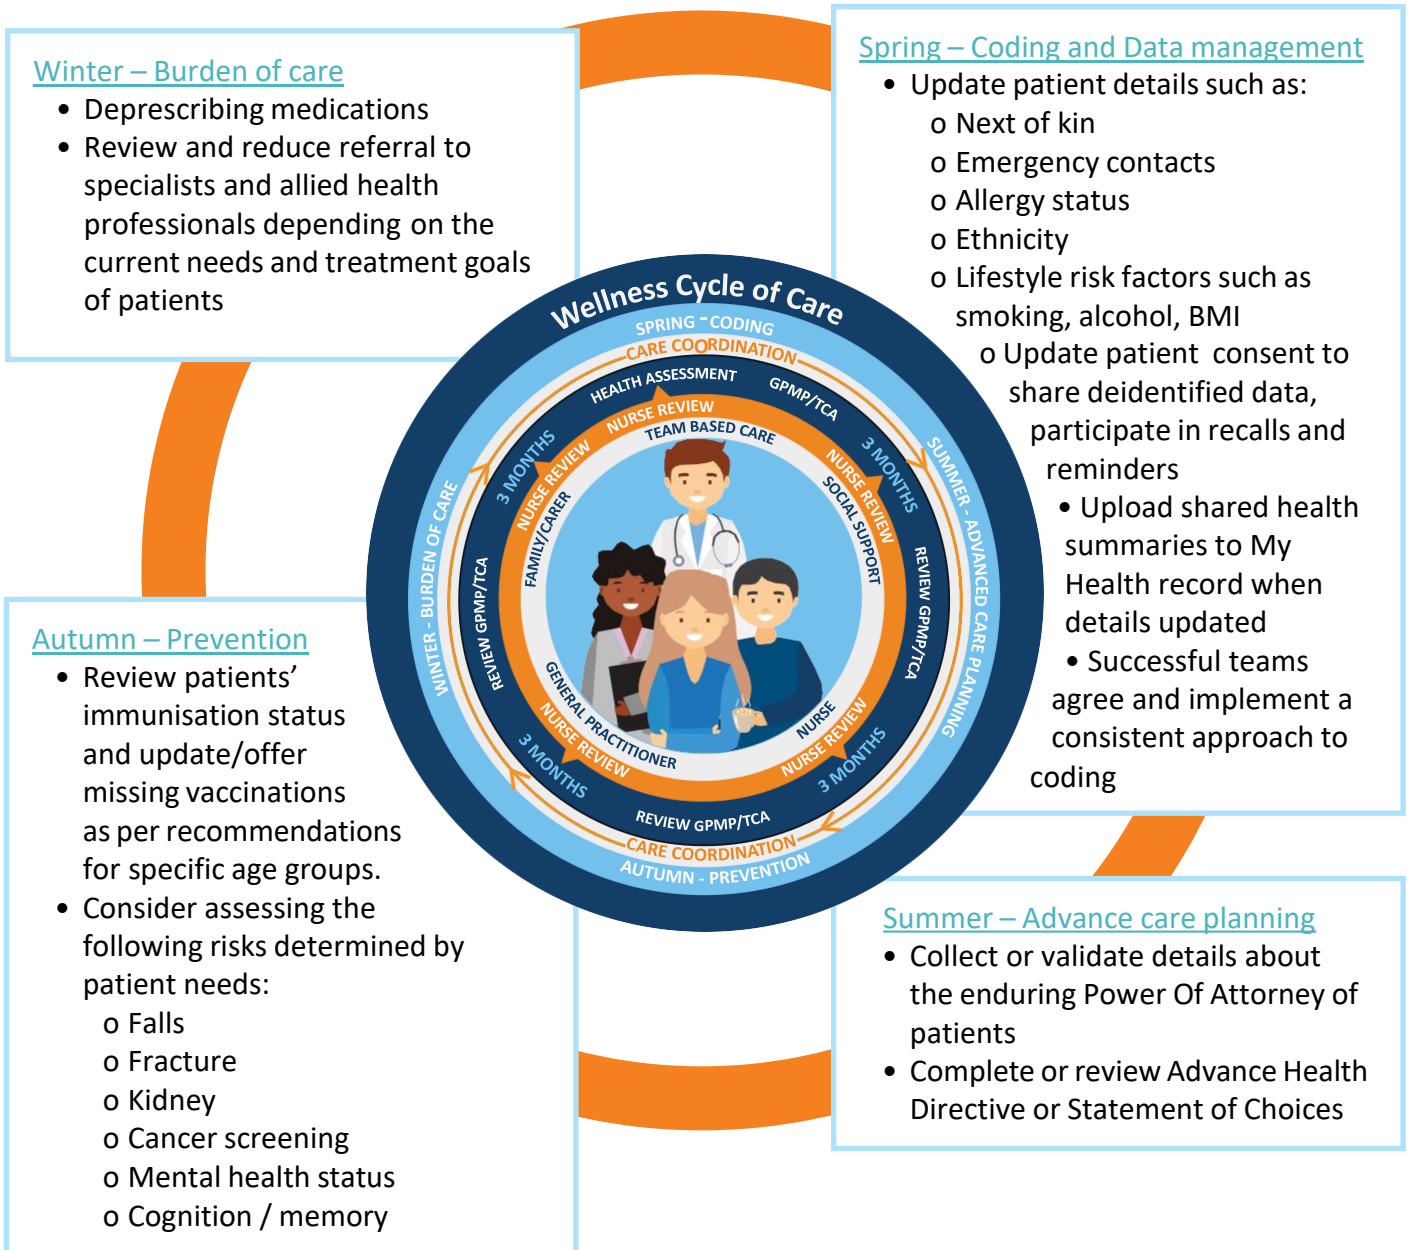 Winter – Burden of care
• Deprescribing medications
• Review and reduce referral to
specialists and allied health
professionals depending on the
current needs and treatment goals
of patients
Spring – Coding and Data management
• Update patient details such as:
o Next of kin
o Emergency contacts
o Allergy status
o Ethnicity
o Lifestyle risk factors such as
smoking, alcohol, BMI
o Update patient consent to
share deidentified data,
participate in recalls and
reminders
• Upload shared health
summaries to My
Health record when
details updated
• Successful teams
agree and implement a
consistent approach to
coding
Wellness Cycle of Care
SPRING - CODING
CARE COORDINATION
HEALTH ASSESSMENT
GPMP/TCA
NURSE REVIEW
TEAM BASED CARE
3 MONTHS
NURSE REVIEW
FAMILY/CARER
3 MONTHS
NURSE REVIEW
SOCIAL SUPPORT
SUMMER - ADVANCED CARE PLANNING
WINTER - BURDEN OF CARE
REVIEW GPMP/TCA
REVIEW GPMP/TCA
GENERAL PRACTITIONER
NURSE
NURSE REVIEW
3 MONTHS
NURSE REVIEW
3 MONTHS
REVIEW GPMP/TCA
CARE COORDINATION
AUTUMN - PREVENTION
Autumn – Prevention
• Review patients’
immunisation status
and update/offer
missing vaccinations
as per recommendations
for specific age groups.
• Consider assessing the
following risks determined by
patient needs:
o Falls
o Fracture
o Kidney
o Cancer screening
o Mental health status
o Cognition / memory
Summer – Advance care planning
• Collect or validate details about
the enduring Power Of Attorney of
patients
• Complete or review Advance Health
Directive or Statement of Choices